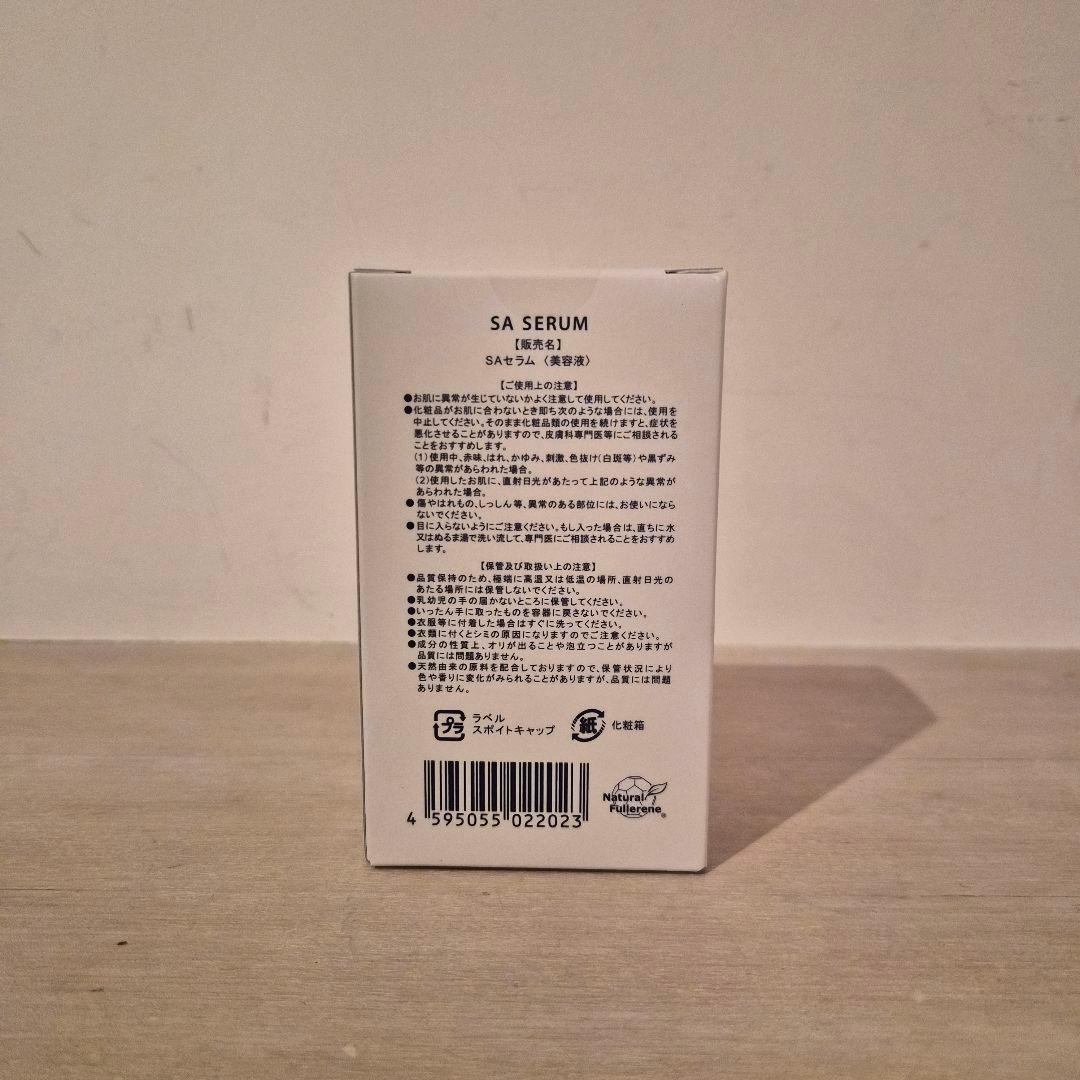 SA SERUM
【販売名】
SAセラム〈美容液〉
【ご使用上の注意】
●お肌に異常が生じていないかよく注意して使用してください。
●化粧品がお肌に合わないとき即ち次のような場合には、使用を
中止してください。そのまま化粧品類の使用を続けますと、症状を
悪化させることがありますので、皮膚科専門医等にご相談される
ことをおすすめします。
(1)使用中、赤味、はれ、かゆみ、刺激、色抜け(白斑等)や黒ずみ
等の異常があらわれた場合。
(2)使用したお肌に、直射日光があたって上記のような異常が
あらわれた場合。
●傷やはれもの、しっしん等、異常のある部位には、お使いになら
ないでください。
●目に入らないようにご注意ください。もし入った場合は、直ちに水
又はぬるま湯で洗い流して、専門医にご相談されることをおすすめ
します。
【保管及び取扱い上の注意】
●品質保持のため、極端に高温又は低温の場所、直射日光の
あたる場所には保管しないでください。
●乳幼児の手の届かないところに保管してください。
●いったん手に取ったものを容器に戻さないでください。
●衣服等に付着した場合はすぐに洗ってください。
●衣類に付くとシミの原因になりますのでご注意ください。
●成分の性質上、オリが出ることや泡立つことがありますが
品質には問題ありません。
●天然由来の原料を配合しておりますので、保管状況により
色や香りに変化がみられることがありますが、品質には問題
ありません。
プラ ラベル
スポイトキャップ
紙 化粧箱
4 595055 022023
Natural
Fullerene®